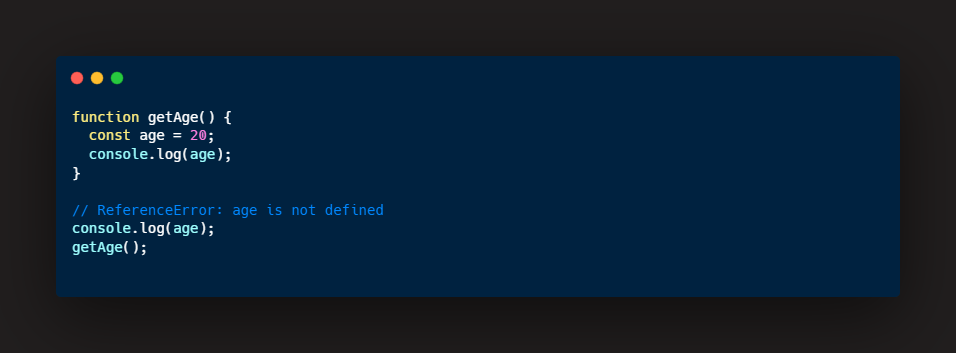 function getAge() {
  const age = 20;
  console.log(age);
}

// ReferenceError: age is not defined
console.log(age);
getAge();